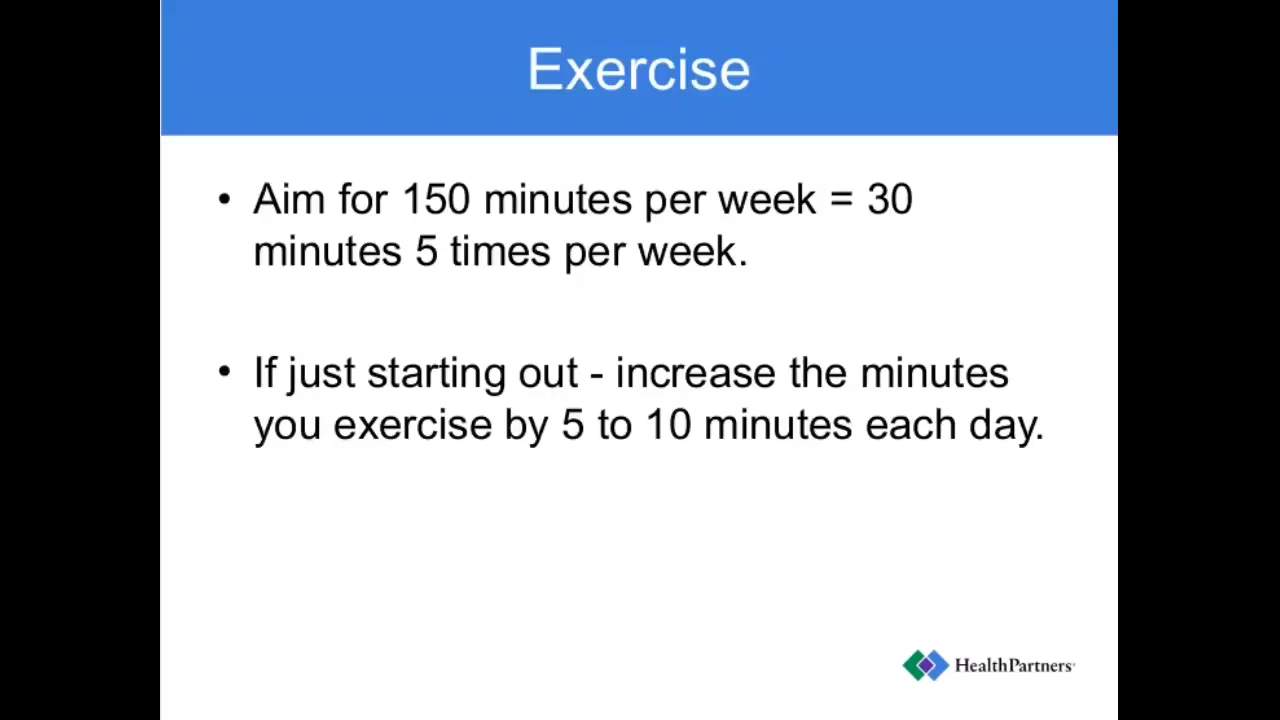 Exercise
• Aim for 150 minutes per week = 30
minutes 5 times per week.
• If just starting out - increase the minutes
you exercise by 5 to 10 minutes each day.
HealthPartners